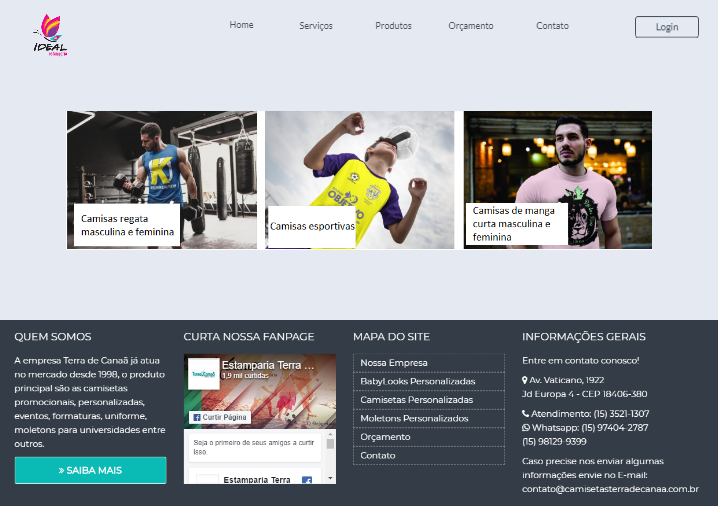 IDEAL
Home
Serviços
Produtos
Orçamento
Contato
Login
Camisas regata
masculina e feminina
Camisas esportivas
OBJETIVO
Camisas de manga
curta masculina e
feminina
QUEM SOMOS
A empresa Terra de Canaã já atua
no mercado desde 1998, o produto
principal são as camisetas
promocionais, personalizadas,
eventos, formaturas, uniforme,
moletons para universidades entre
outros.
» SAIBA MAIS
CURTA NOSSA FANPAGE
Estamparia Terra ...
1,9 mil curtidas
Curtir Página
Seja o primeiro de seus amigos a curtir
isso.
Estamparia Terra
MAPA DO SITE
Nossa Empresa
BabyLooks Personalizadas
Camisetas Personalizadas
Moletons Personalizados
Orçamento
Contato
INFORMAÇÕES GERAIS
Entre em contato conosco!
Av. Vaticano, 1922
Jd Europa 4 - CEP 18406-380
Atendimento: (15) 3521-1307
Whatsapp: (15) 97404-2787
(15) 98129-9399
Caso precise nos enviar algumas
informações envie no E-mail:
contato@camisetasterradecanaa.com.br